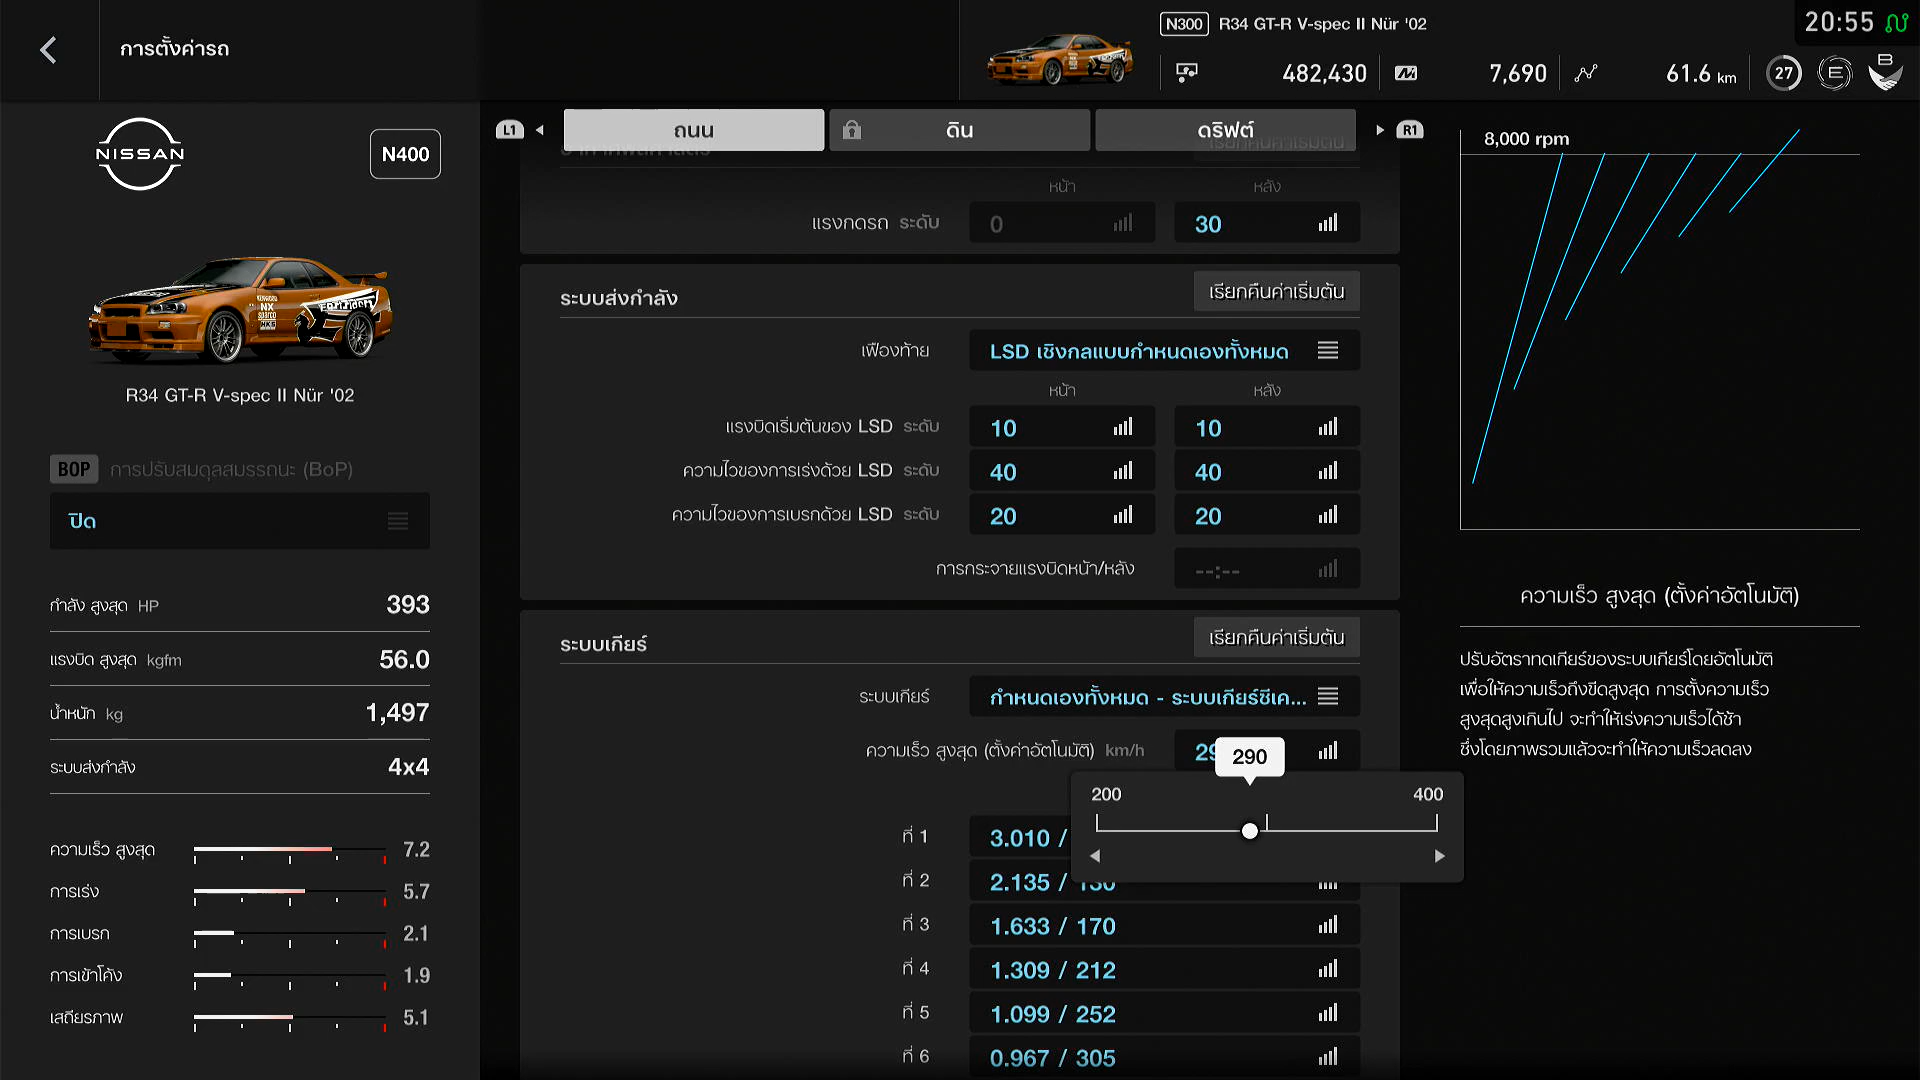 การตั้งค่ารถ
N300 R34 GT-R V-spec II Nür '02
482,430
7,690
61.6 km
27
E
B
20:55
NISSAN
N400
R34 GT-R V-spec II Nür '02
BOP การปรับสมดุลสมรรถนะ (BoP)
ปิด
กำลัง สูงสุด HP 393
แรงบิด สูงสุด kgfm 56.0
น้ำหนัก kg 1,497
ระบบส่งกำลัง 4x4
ความเร็ว สูงสุด 7.2
การเร่ง 5.7
การเบรก 2.1
การเข้าโค้ง 1.9
เสถียรภาพ 5.1
L1 ถนน ดิน ดริฟต์ R1
อากาศพลศาสตร์ เรียกคืนค่าเริ่มต้น
หน้า หลัง
แรงกดรถ ระดับ 0 30
ระบบส่งกำลัง เรียกคืนค่าเริ่มต้น
เฟืองท้าย LSD เชิงกลแบบกำหนดเองทั้งหมด
หน้า หลัง
แรงบิดเริ่มต้นของ LSD ระดับ 10 10
ความไวของการเร่งด้วย LSD ระดับ 40 40
ความไวของการเบรกด้วย LSD ระดับ 20 20
การกระจายแรงบิดหน้า/หลัง --:--
ระบบเกียร์ เรียกคืนค่าเริ่มต้น
ระบบเกียร์ กำหนดเองทั้งหมด - ระบบเกียร์ซีเค...
ความเร็ว สูงสุด (ตั้งค่าอัตโนมัติ) km/h
290
200 400
ที่ 1 3.010 /
ที่ 2 2.135 / 130
ที่ 3 1.633 / 170
ที่ 4 1.309 / 212
ที่ 5 1.099 / 252
ที่ 6 0.967 / 305
8,000 rpm
ความเร็ว สูงสุด (ตั้งค่าอัตโนมัติ)
ปรับอัตราทดเกียร์ของระบบเกียร์โดยอัตโนมัติ
เพื่อให้ความเร็วถึงขีดสูงสุด การตั้งความเร็ว
สูงสุดสูงเกินไป จะทำให้เร่งความเร็วได้ช้า
ซึ่งโดยภาพรวมแล้วจะทำให้ความเร็วลดลง